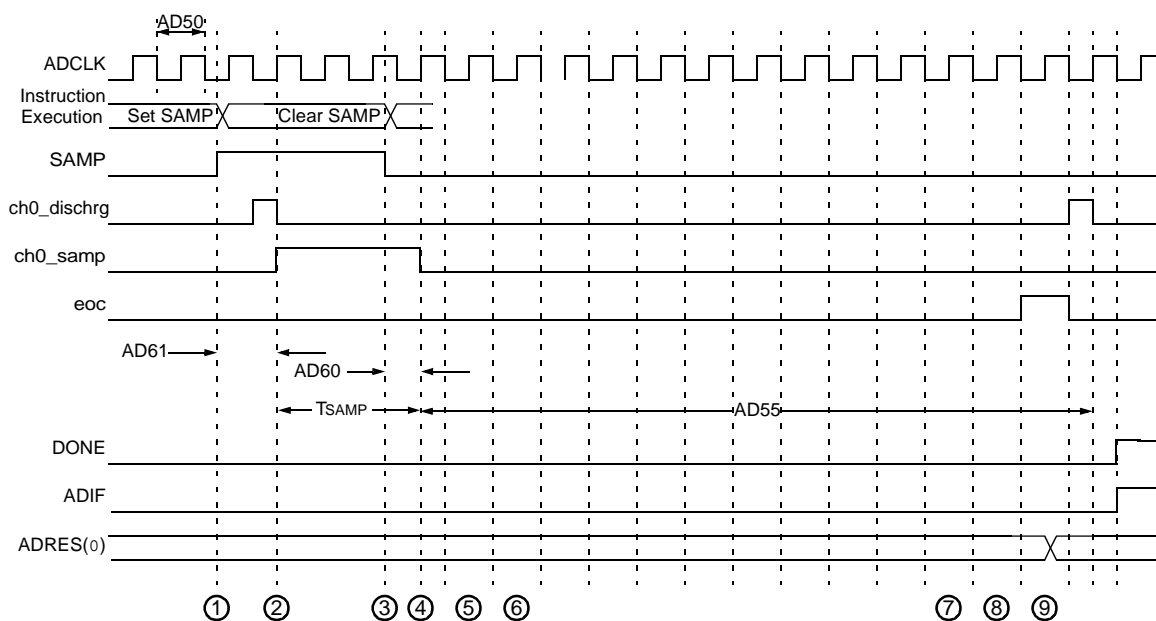 AD50
ADCLK
Instruction
Execution
Set SAMP
Clear SAMP
SAMP
ch0_dischrg
ch0_samp
eoc
AD61
AD60
TSAMP
AD55
DONE
ADIF
ADRES(0)
1 2 3 4 5 6 7 8 9